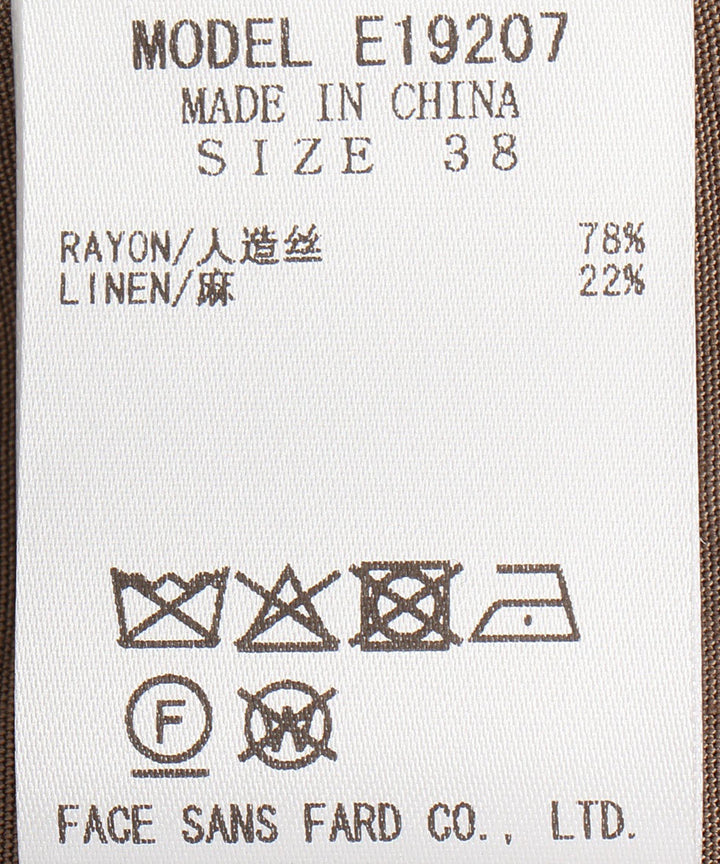 MODEL E19207
MADE IN CHINA
SIZE 38
RAYON/人造丝 78%
LINEN/麻 22%
F W
FACE SANS FARD CO., LTD.